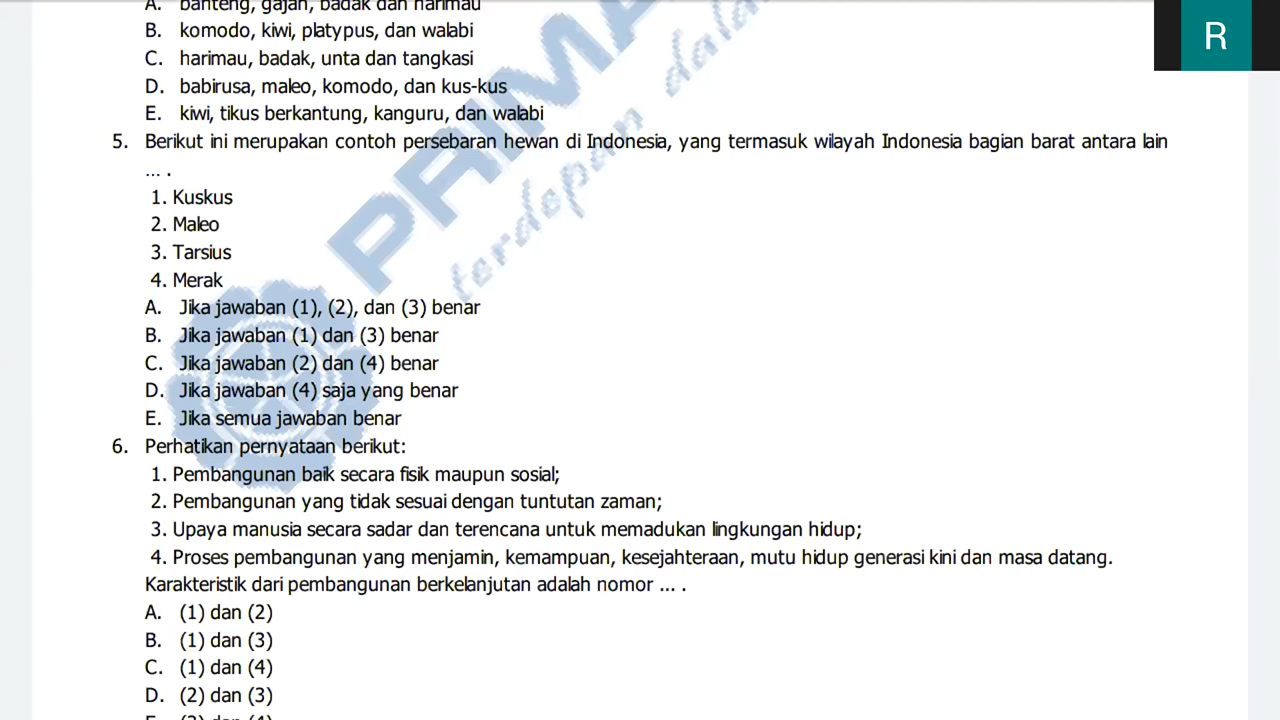 A. banteng, gajah, badak dan harimau
B. komodo, kiwi, platypus, dan walabi
C. harimau, badak, unta dan tangkasi
D. babirusa, maleo, komodo, dan kus-kus
E. kiwi, tikus berkantung, kanguru, dan walabi
5. Berikut ini merupakan contoh persebaran hewan di Indonesia, yang termasuk wilayah Indonesia bagian barat antara lain
... .
1. Kuskus
2. Maleo
3. Tarsius
4. Merak
A. Jika jawaban (1), (2), dan (3) benar
B. Jika jawaban (1) dan (3) benar
C. Jika jawaban (2) dan (4) benar
D. Jika jawaban (4) saja yang benar
E. Jika semua jawaban benar
6. Perhatikan pernyataan berikut:
1. Pembangunan baik secara fisik maupun sosial;
2. Pembangunan yang tidak sesuai dengan tuntutan zaman;
3. Upaya manusia secara sadar dan terencana untuk memadukan lingkungan hidup;
4. Proses pembangunan yang menjamin, kemampuan, kesejahteraan, mutu hidup generasi kini dan masa datang.
Karakteristik dari pembangunan berkelanjutan adalah nomor ... .
A. (1) dan (2)
B. (1) dan (3)
C. (1) dan (4)
D. (2) dan (3)
E. (3) dan (4)
R
PRIMA
terdepan dalam